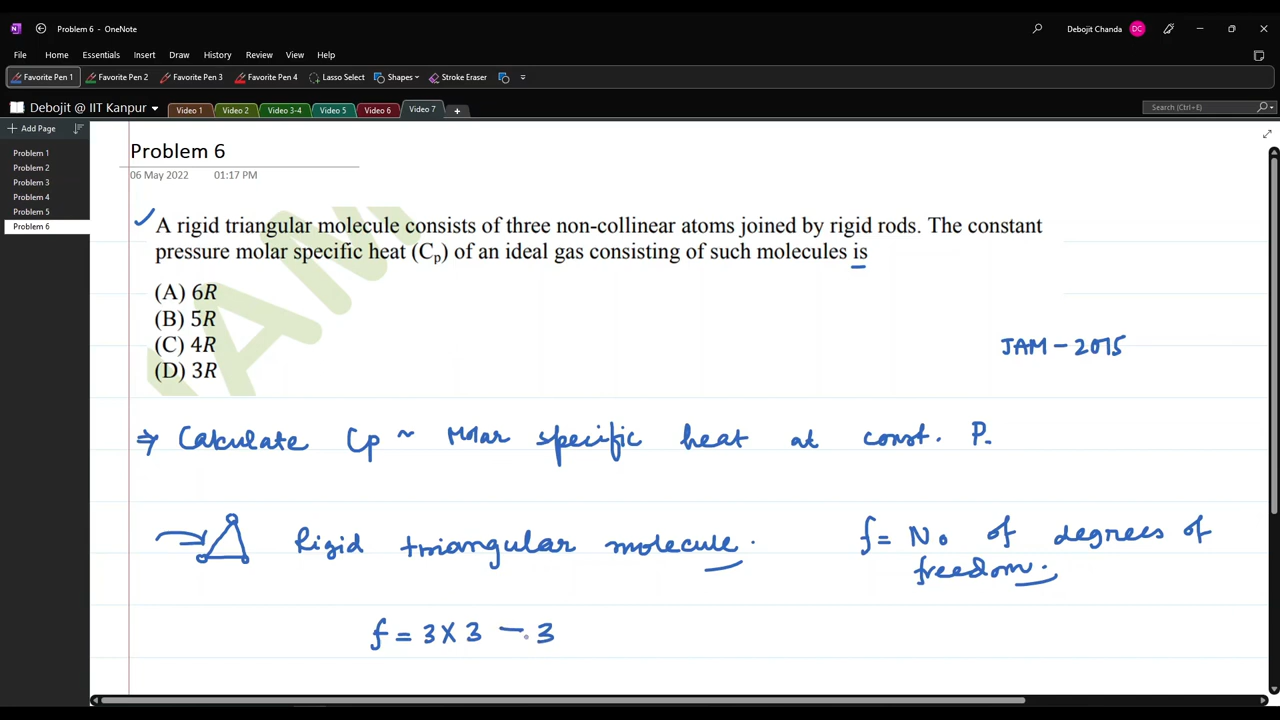 Problem 6 - OneNote
Debojit Chanda DC
File Home Essentials Insert Draw History Review View Help
Favorite Pen 1 Favorite Pen 2 Favorite Pen 3 Favorite Pen 4 Lasso Select Shapes Stroke Eraser
Debojit @ IIT Kanpur Video 1 Video 2 Video 3-4 Video 5 Video 6 Video 7 +
Search (Ctrl+E)
+ Add Page
Problem 1
Problem 2
Problem 3
Problem 4
Problem 5
Problem 6
Problem 6
06 May 2022 01:17 PM
A rigid triangular molecule consists of three non-collinear atoms joined by rigid rods. The constant
pressure molar specific heat (Cp) of an ideal gas consisting of such molecules is
(A) 6R
(B) 5R
(C) 4R
(D) 3R
JAM - 2015
⇒ Calculate Cp ~ Molar specific heat at const. P.
Rigid triangular molecule.
f = No of degrees of
freedom.
f = 3 X 3 - 3